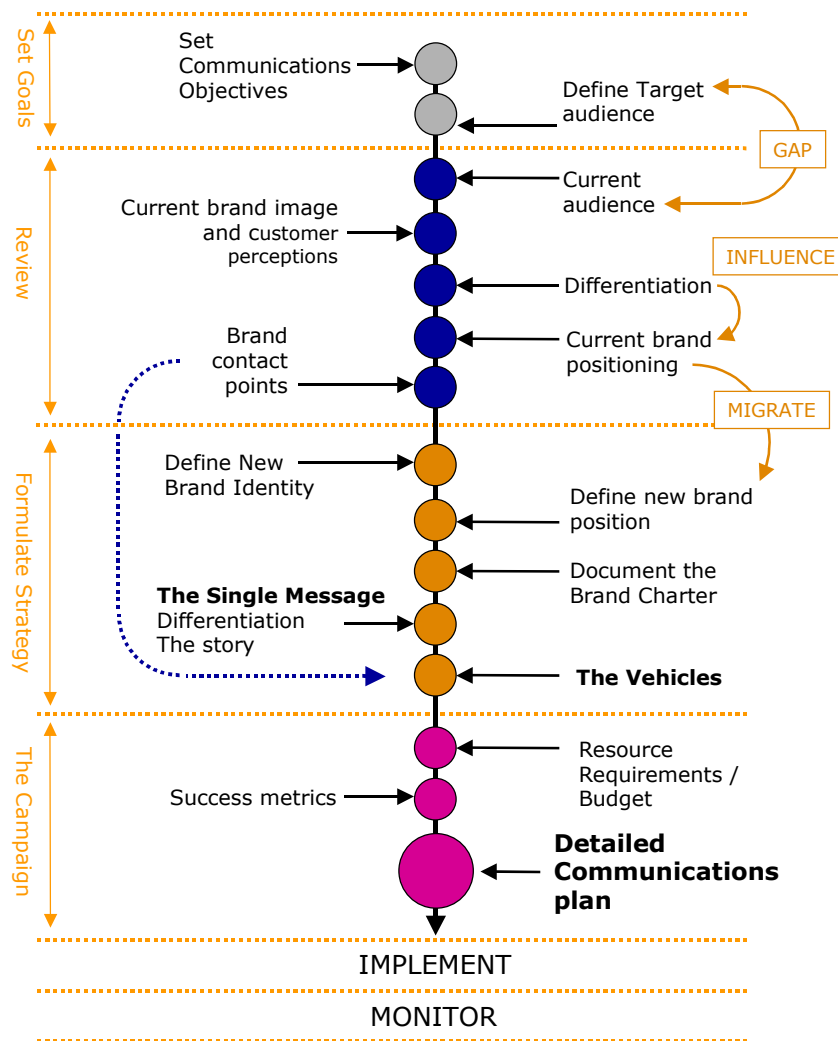 Set Goals
Set
Communications
Objectives
Define Target
audience
GAP
Review
Current
audience
Current brand image
and customer
perceptions
INFLUENCE
Differentiation
Brand
contact
points
Current brand
positioning
MIGRATE
Formulate Strategy
Define New
Brand Identity
Define new brand
position
Document the
Brand Charter
The Single Message
Differentiation
The story
The Vehicles
The Campaign
Resource
Requirements /
Budget
Success metrics
Detailed
Communications
plan
IMPLEMENT
MONITOR